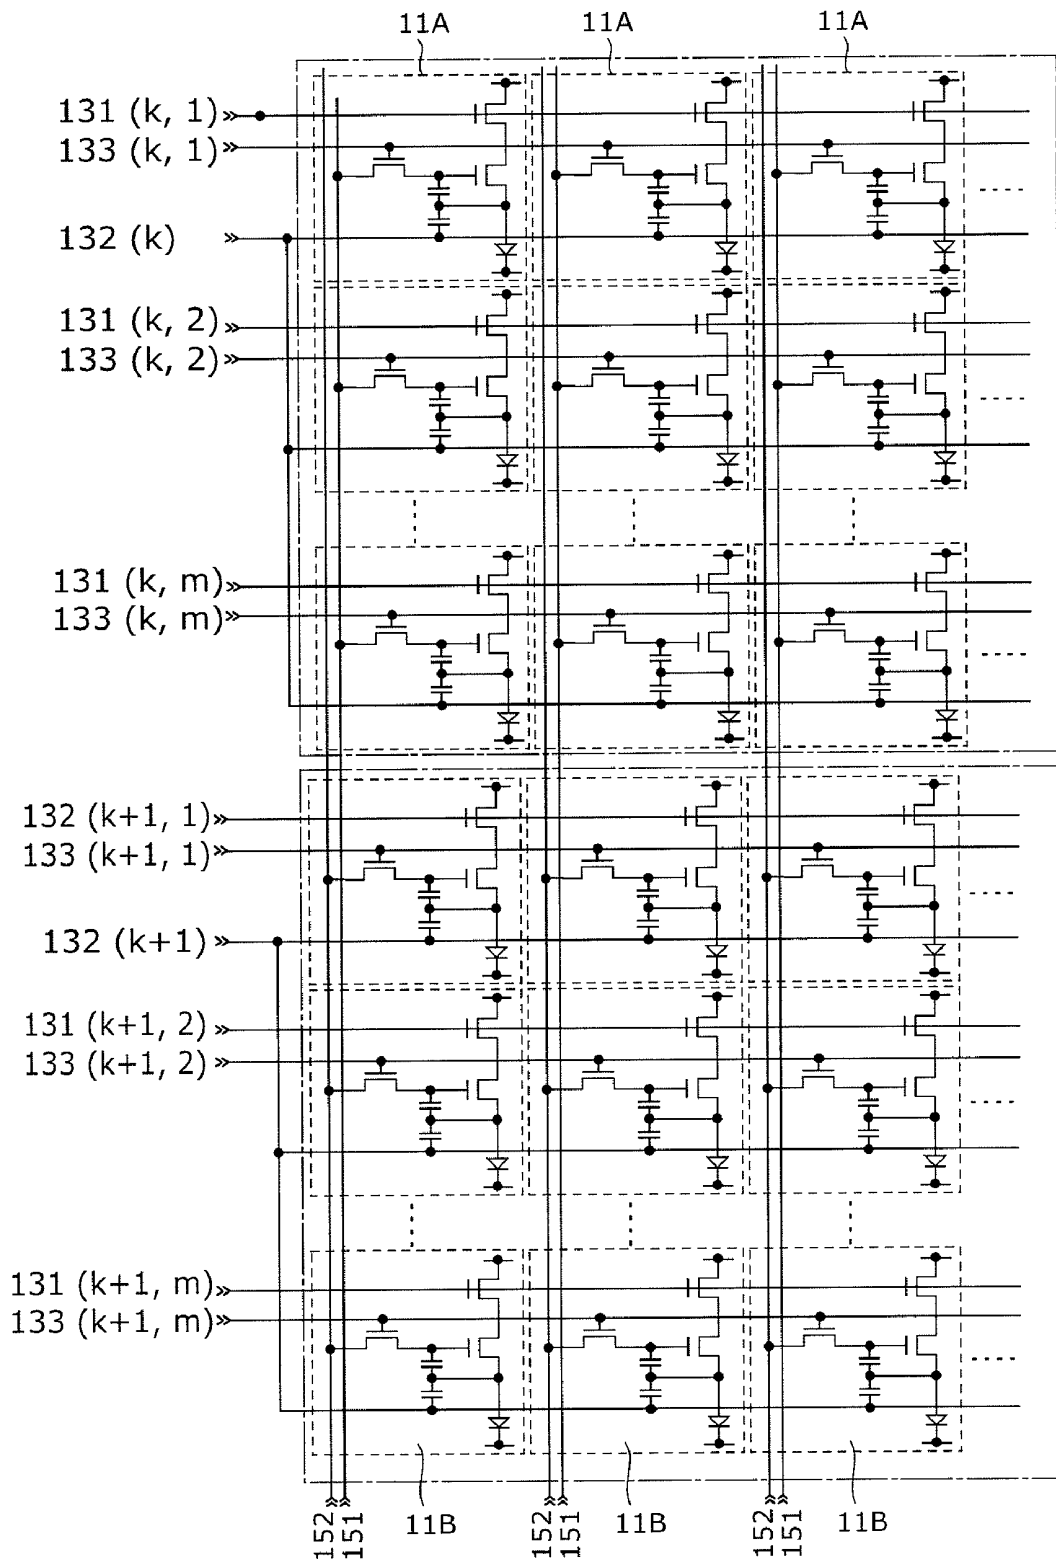 11A 11A 11A
131 (k, 1)
133 (k, 1)
132 (k)
131 (k, 2)
133 (k, 2)
131 (k, m)
133 (k, m)
132 (k+1, 1)
133 (k+1, 1)
132 (k+1)
131 (k+1, 2)
133 (k+1, 2)
131 (k+1, m)
133 (k+1, m)
152 151 11B 152 151 11B 152 151 11B